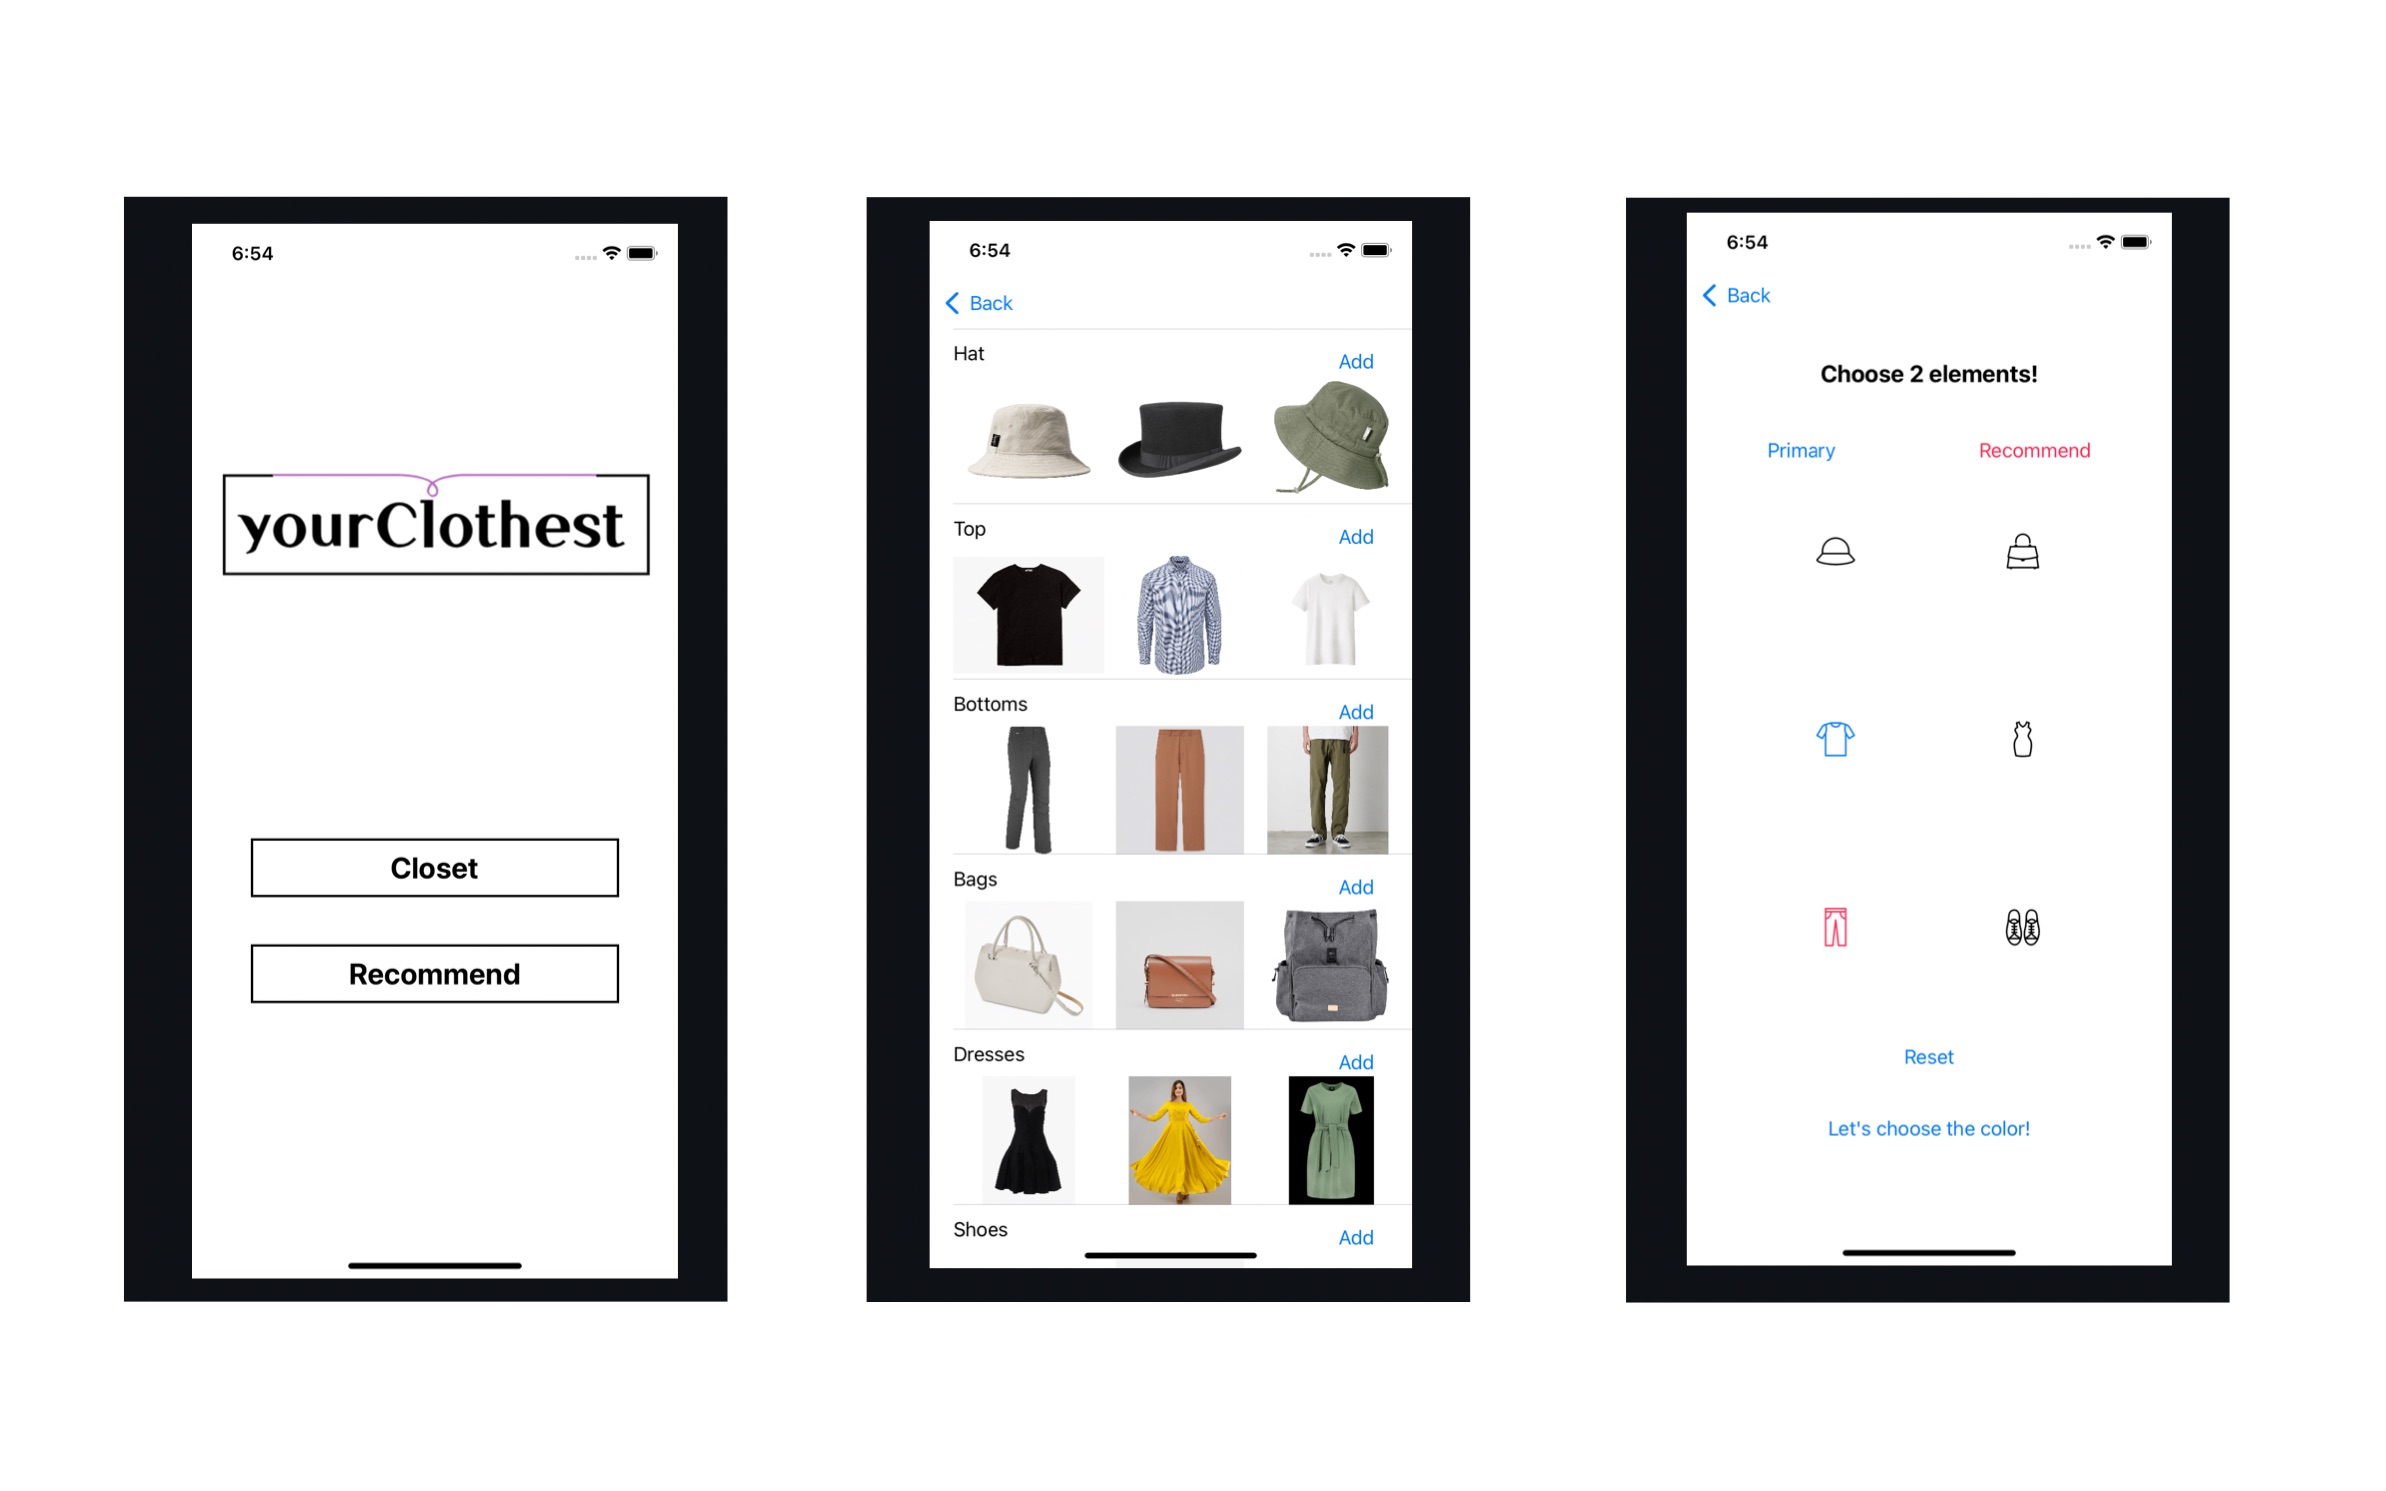 6:54
yourClothest
Closet
Recommend
6:54
Back
Hat
Add
Top
Add
Bottoms
Add
Bags
Add
Dresses
Add
Shoes
Add
6:54
Back
Choose 2 elements!
Primary
Recommend
Reset
Let's choose the color!